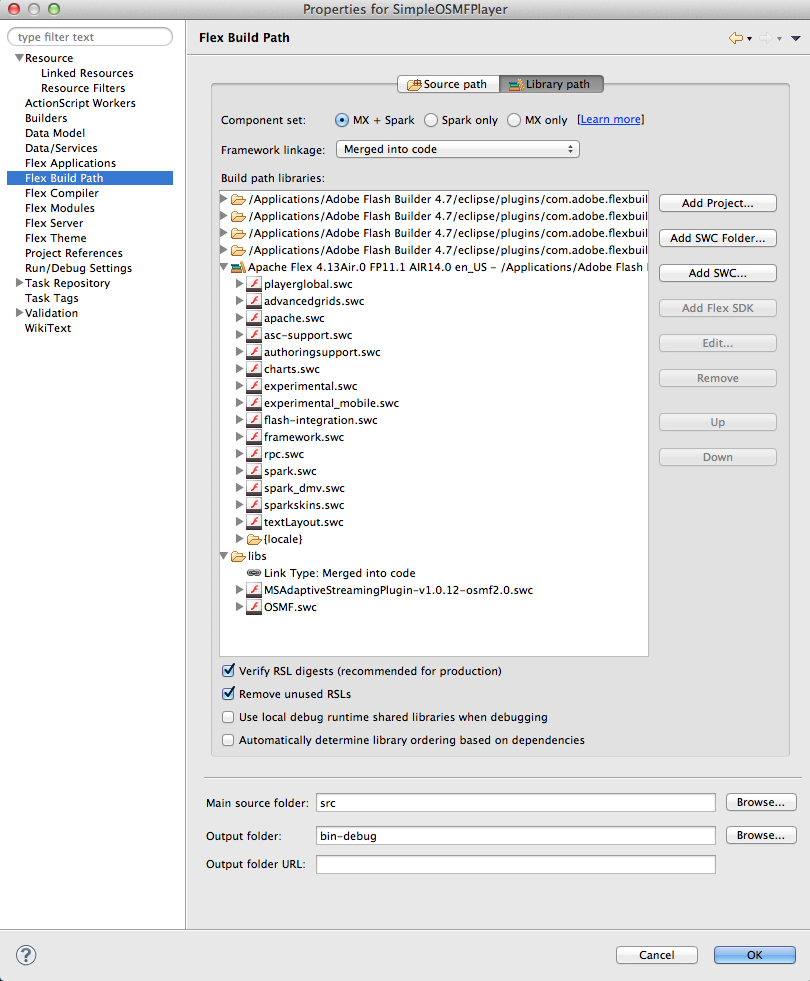 Properties for SimpleOSMFPlayer
type filter text
Resource
Linked Resources
Resource Filters
ActionScript Workers
Builders
Data Model
Data/Services
Flex Applications
Flex Build Path
Flex Compiler
Flex Modules
Flex Server
Flex Theme
Project References
Run/Debug Settings
Task Repository
Task Tags
Validation
WikiText
Flex Build Path
Source path Library path
Component set: MX + Spark Spark only MX only [Learn more]
Framework linkage: Merged into code
Build path libraries:
/Applications/Adobe Flash Builder 4.7/eclipse/plugins/com.adobe.flexbuil
/Applications/Adobe Flash Builder 4.7/eclipse/plugins/com.adobe.flexbuil
/Applications/Adobe Flash Builder 4.7/eclipse/plugins/com.adobe.flexbuil
/Applications/Adobe Flash Builder 4.7/eclipse/plugins/com.adobe.flexbuil
Apache Flex 4.13Air.0 FP11.1 AIR14.0 en_US - /Applications/Adobe Flash
playerglobal.swc
advancedgrids.swc
apache.swc
asc-support.swc
authoringsupport.swc
charts.swc
experimental.swc
experimental_mobile.swc
flash-integration.swc
framework.swc
rpc.swc
spark.swc
spark_dmv.swc
sparkskins.swc
textLayout.swc
{locale}
libs
Link Type: Merged into code
MSAdaptiveStreamingPlugin-v1.0.12-osmf2.0.swc
OSMF.swc
Add Project...
Add SWC Folder...
Add SWC...
Add Flex SDK
Edit...
Remove
Up
Down
Verify RSL digests (recommended for production)
Remove unused RSLs
Use local debug runtime shared libraries when debugging
Automatically determine library ordering based on dependencies
Main source folder: src Browse...
Output folder: bin-debug Browse...
Output folder URL:
? Cancel OK